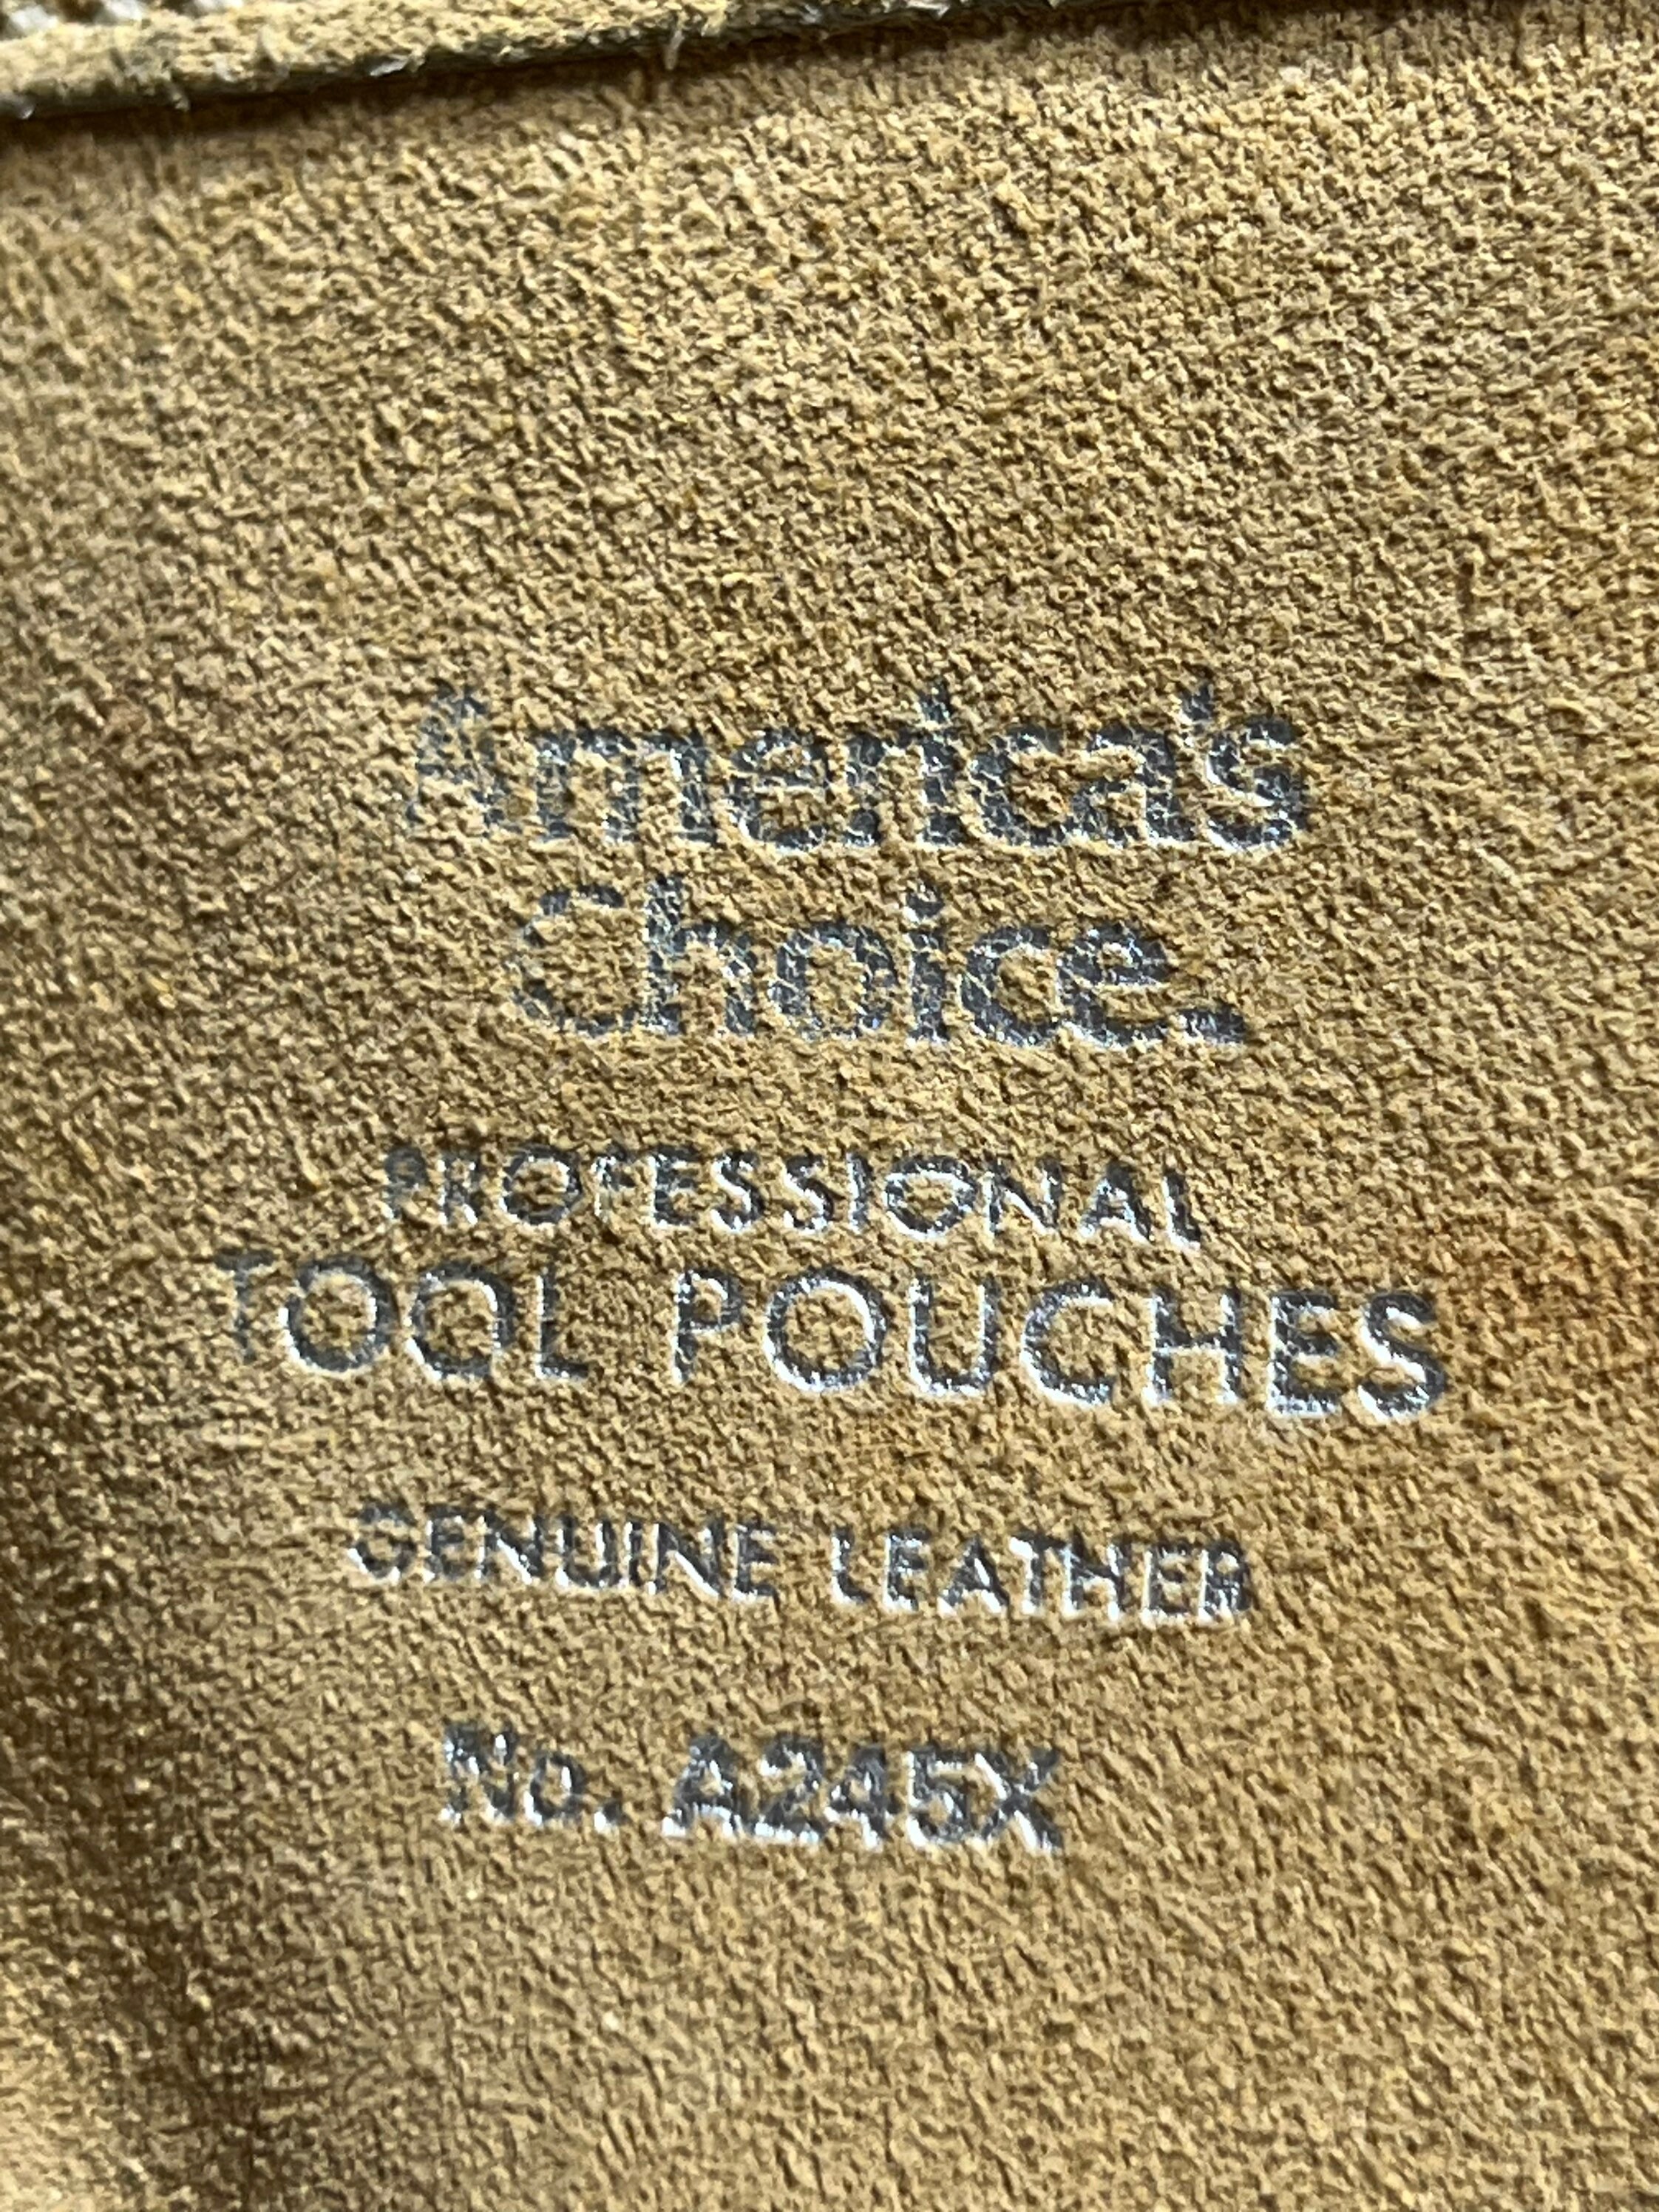 America's
Choice.
PROFESSIONAL
TOOL POUCHES
GENUINE LEATHER
No. A245X